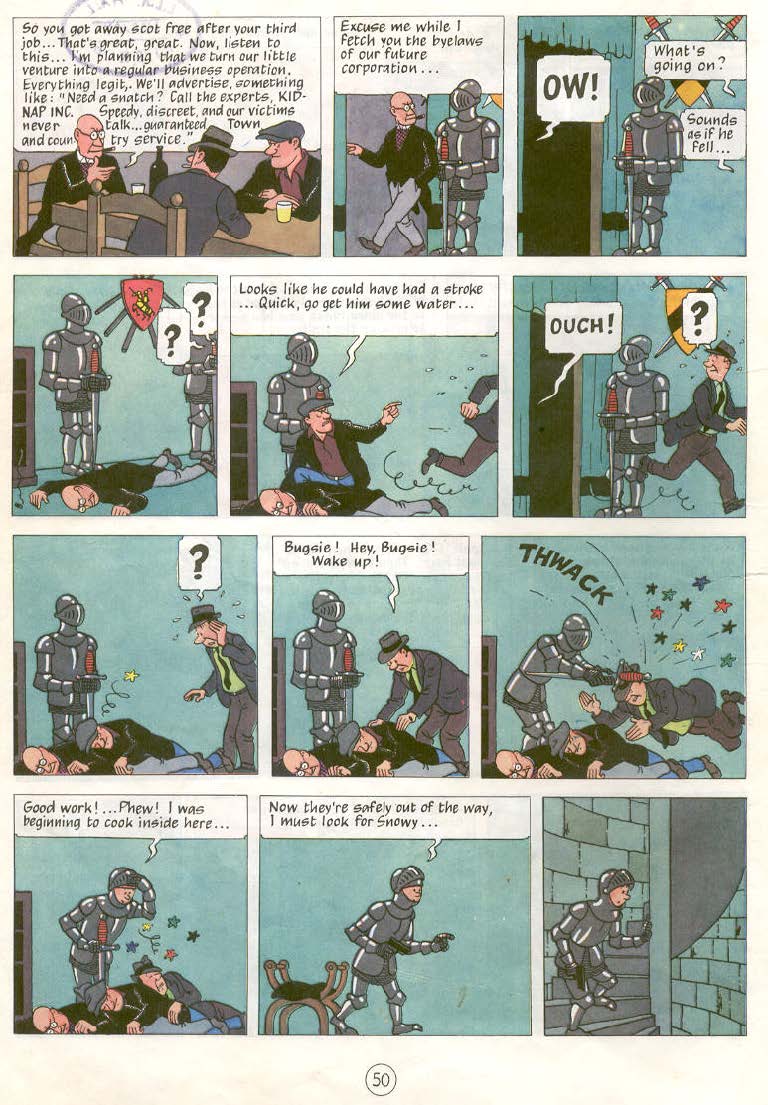 So you got away scot free after your third
job... That's great, great. Now, listen to
this... I'm planning that we turn our little
venture into a regular business operation.
Everything legit,. We'll advertise, something
like: "Need a snatch? Call the experts, KID-
NAP INC. Speedy, discreet, and our victims
never talk...guaranteed Town
and coun try service."
Excuse me while I
fetch you the byelaws
of our future
corporation...
OW!
What's
going on?
Sounds
as if he
fell...
?
?
Looks like he could have had a stroke
... Quick, go get him some water...
OUCH!
?
?
Bugsie! Hey, Bugsie!
Wake up!
THWACK
Good work!...Phew! I was
beginning to cook inside here...
Now they're safely out of the way,
I must look for Snowy...
50